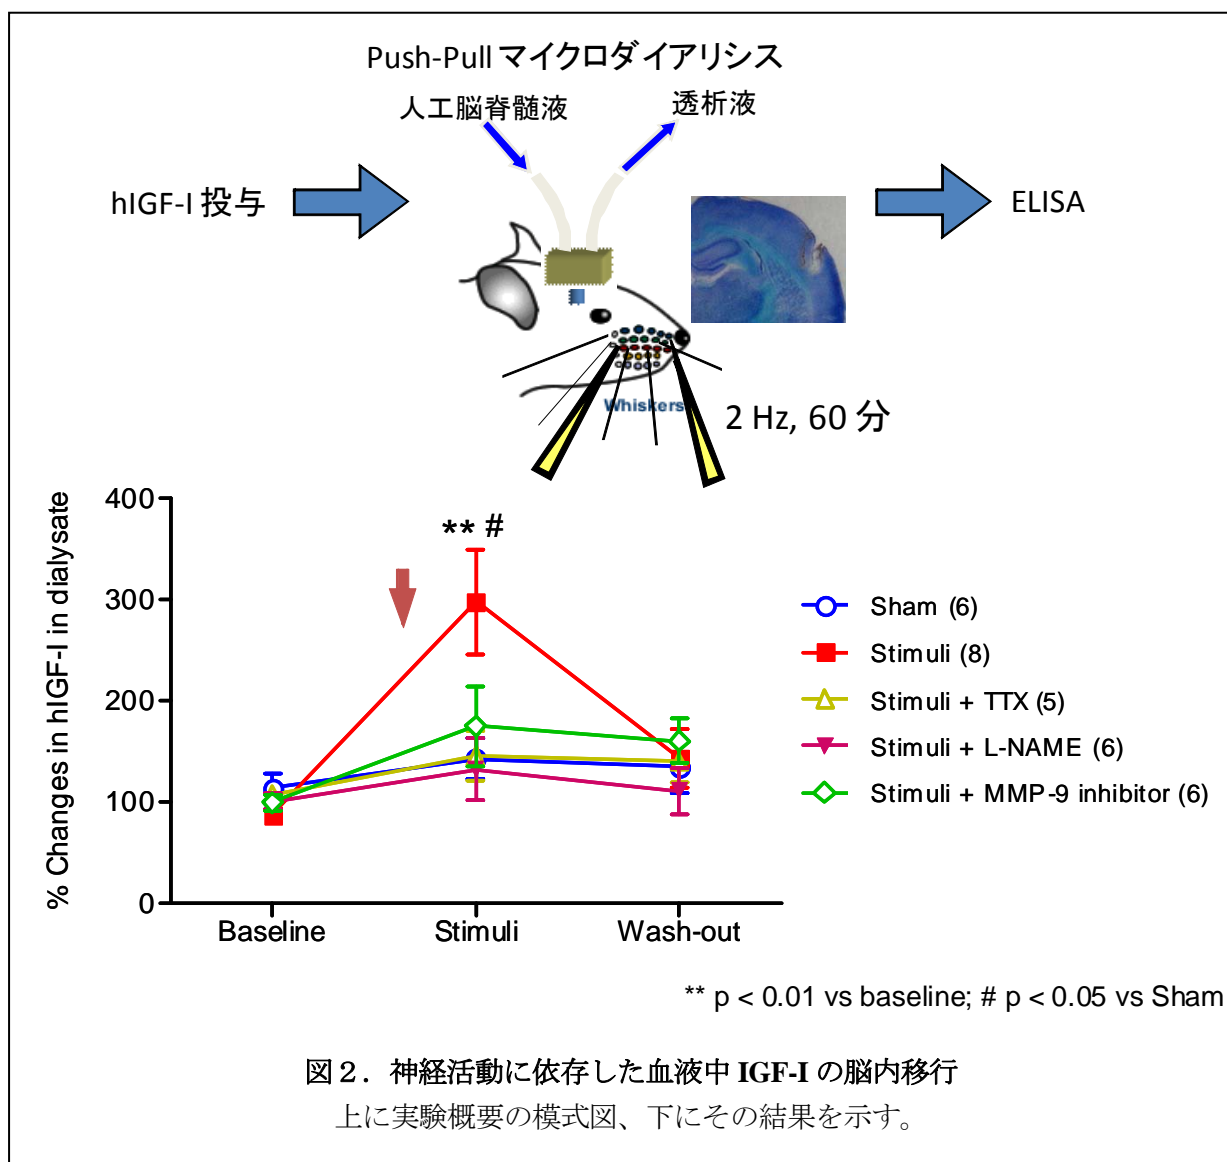 Push-Pull マイクロダイアリシス
人工脳脊髄液
透析液
hIGF-I 投与
ELISA
Whiskers
2 Hz, 60 分
% Changes in hIGF-I in dialysate
400
300
200
100
0
** #
Baseline
Stimuli
Wash-out
Sham (6)
Stimuli (8)
Stimuli + TTX (5)
Stimuli + L-NAME (6)
Stimuli + MMP-9 inhibitor (6)
** p < 0.01 vs baseline; # p < 0.05 vs Sham
図２．神経活動に依存した血液中 IGF-I の脳内移行
上に実験概要の模式図、下にその結果を示す。